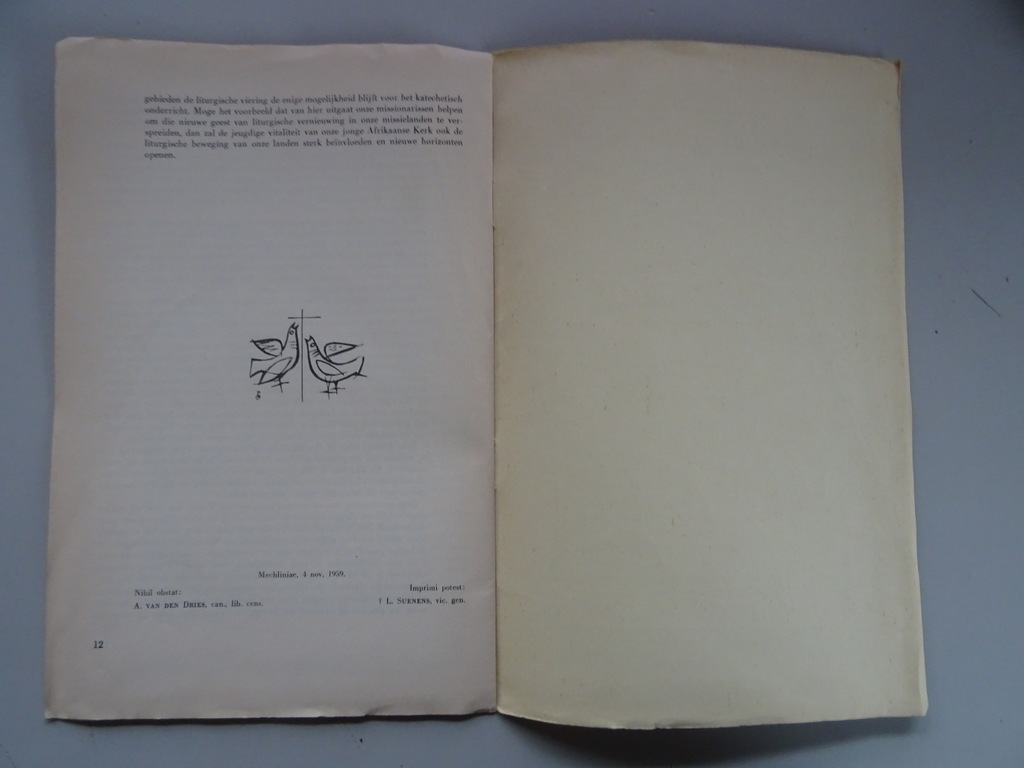 gebieden de liturgische viering de enige mogelijkheid blijft voor het katechetisch
onderricht. Moge het voorbeeld dat van hier uitgaat onze missionarissen helpen
om die nieuwe geest van liturgische vernieuwing in onze missielanden te ver-
spreiden, dan zal de jeugdige vitaliteit van onze jonge Afrikaanse Kerk ook de
liturgische beweging van onze landen sterk beïnvloeden en nieuwe horizonten
openen.
Mechliniae, 4 nov. 1959.
Nihil obstat:
Imprimi potest:
A. VAN DEN DRIES, can., lib. cens.
† L. SUENENS, vic. gen.
12